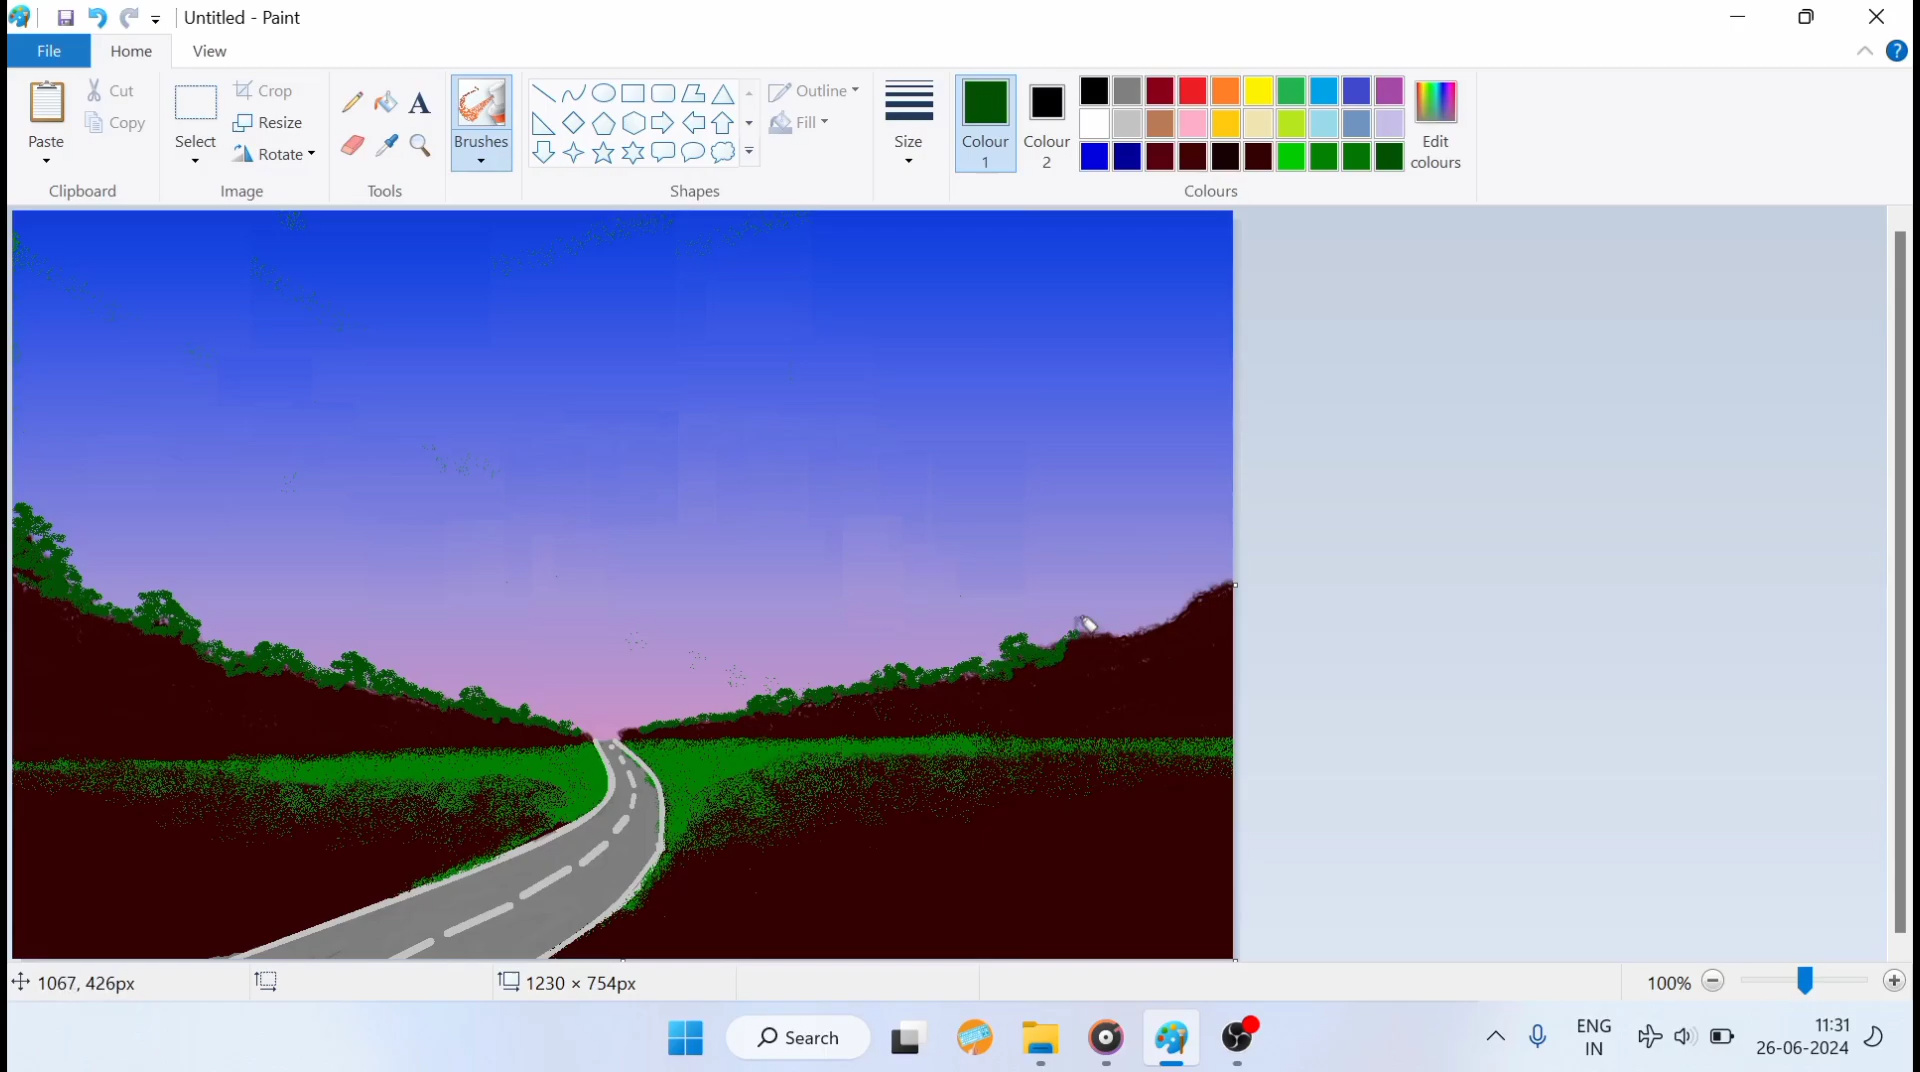 Untitled - Paint
File Home View
?
Paste
Cut
Copy
Clipboard
Select
Crop
Resize
Rotate
Image
A
Tools
Brushes
Outline
Fill
Shapes
Size
Colour
1
Colour
2
Edit
colours
Colours
1067, 426px
1230 × 754px
100%
Search
ENG
IN
11:31
26-06-2024